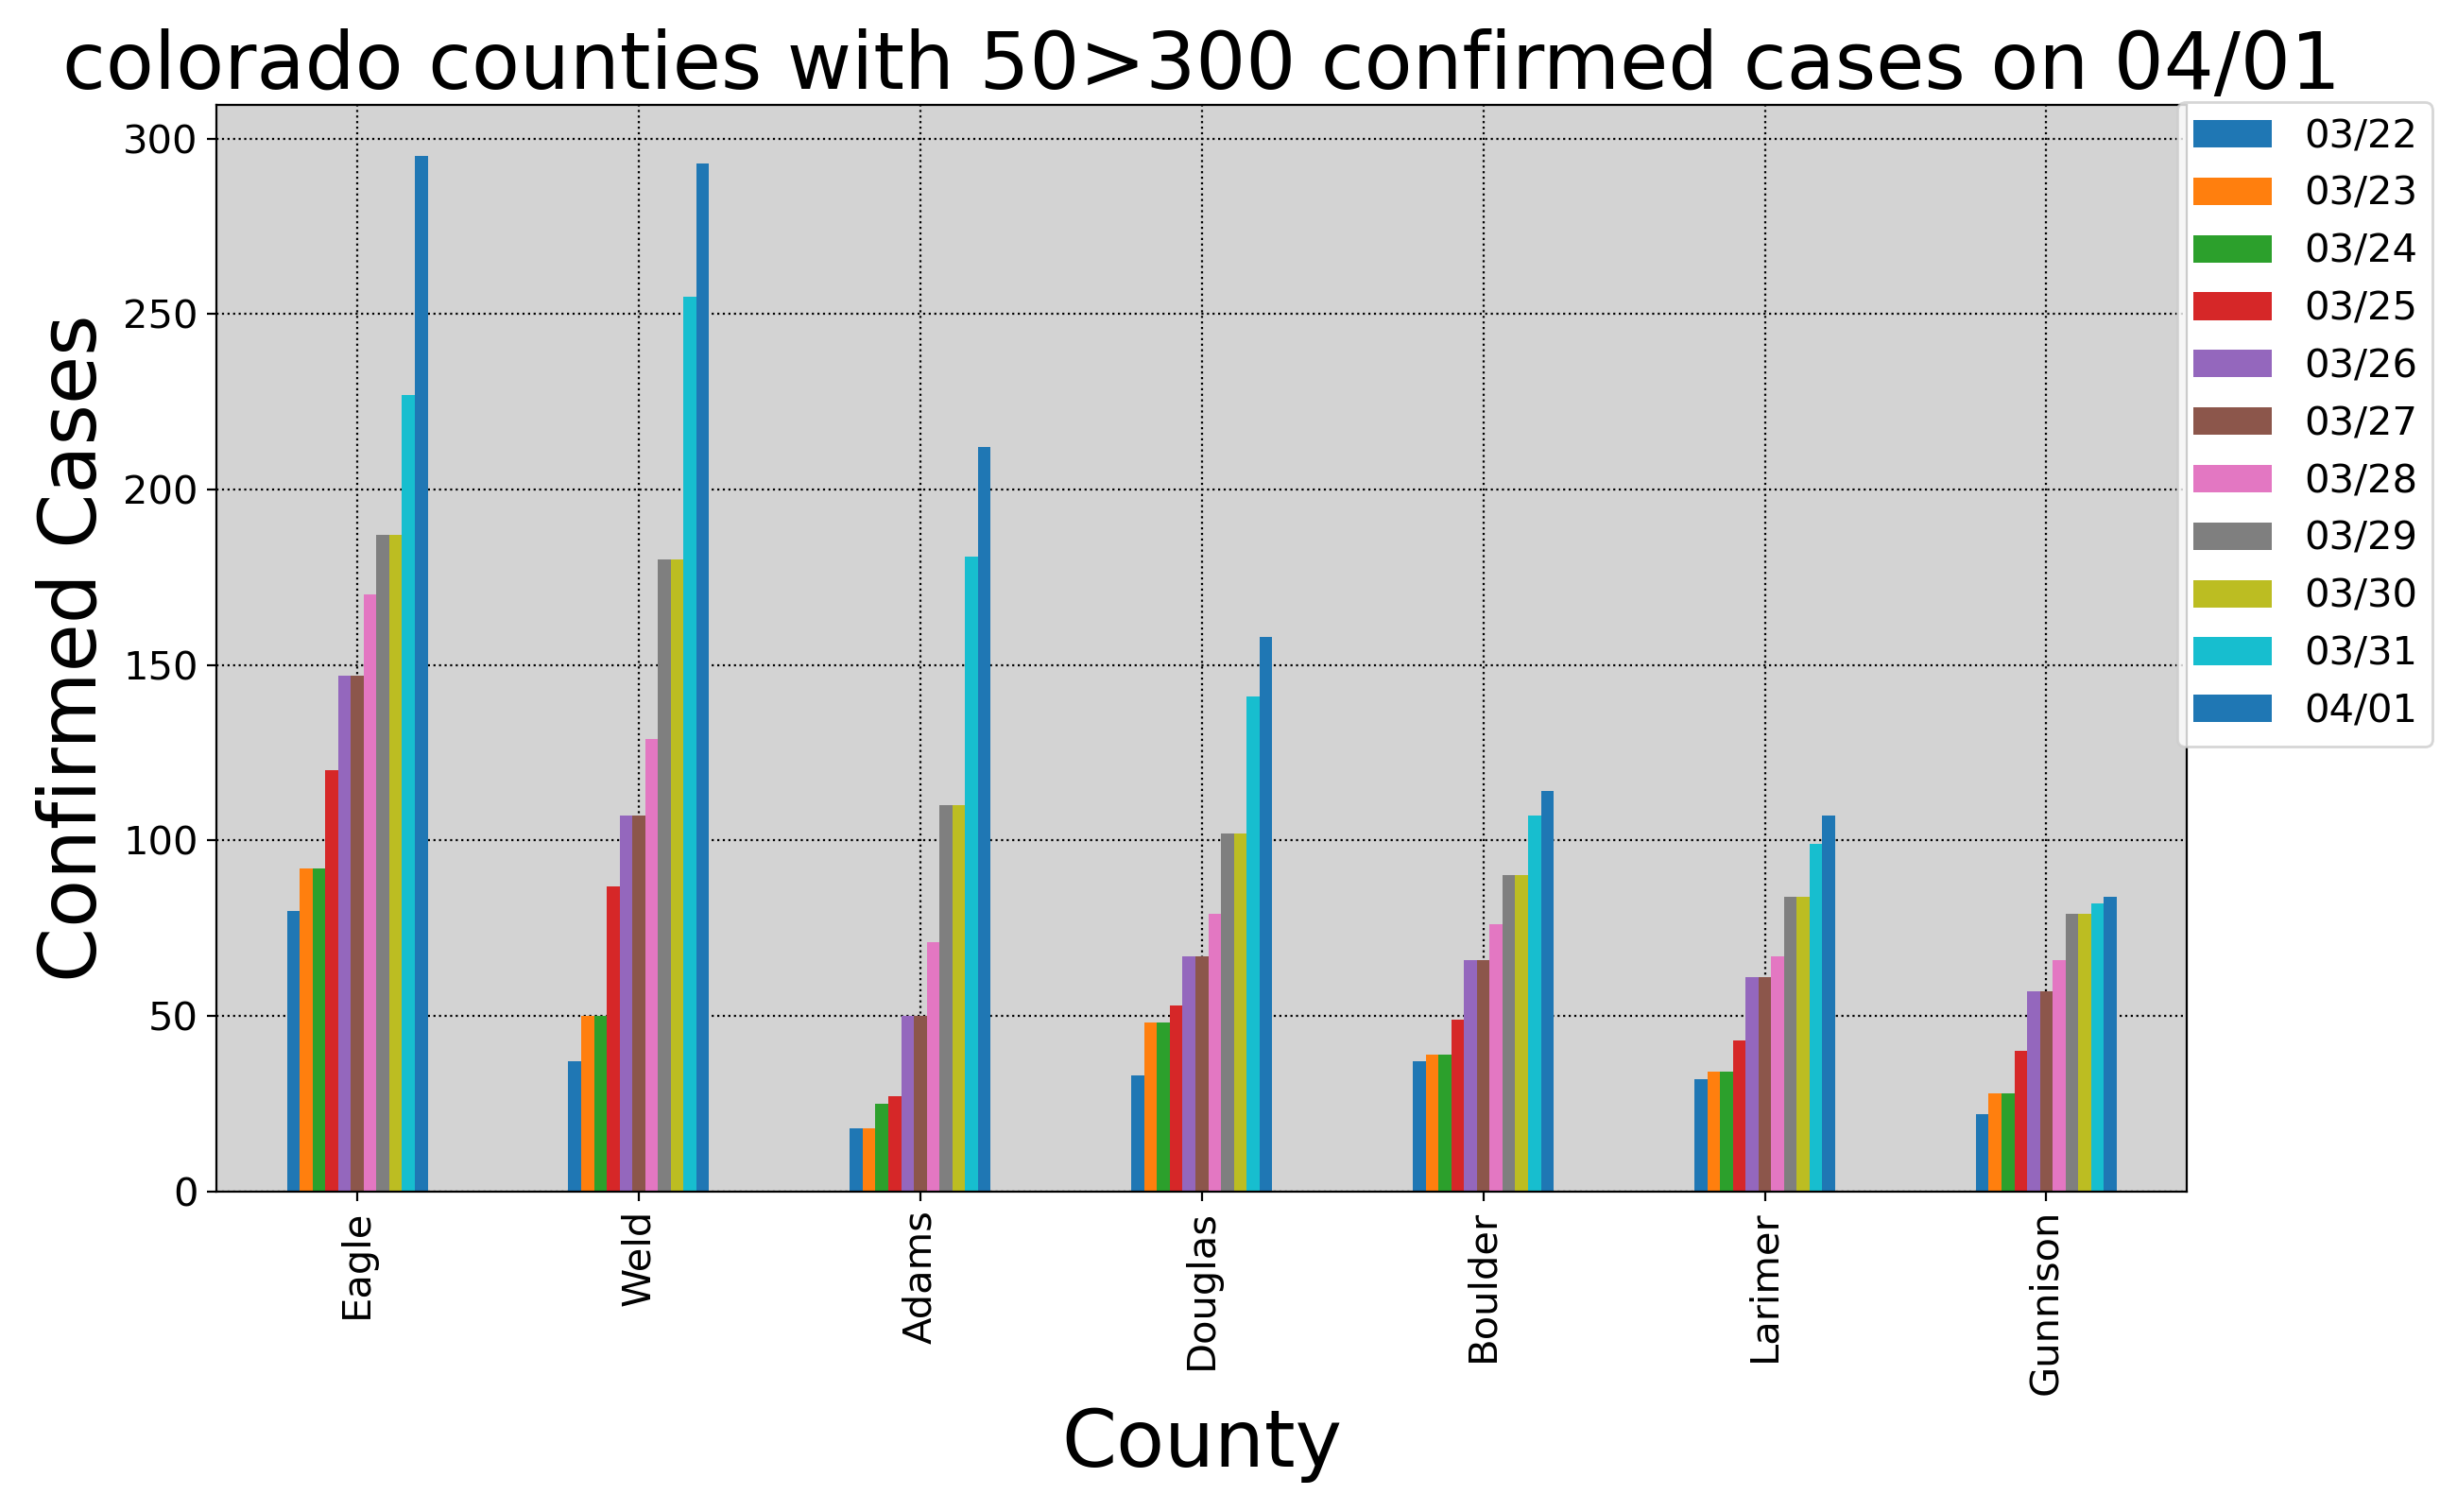 colorado counties with 50>300 confirmed cases on 04/01
Confirmed Cases
300
250
200
150
100
50
0
03/22
03/23
03/24
03/25
03/26
03/27
03/28
03/29
03/30
03/31
04/01
Eagle
Weld
Adams
Douglas
Boulder
Larimer
Gunnison
County